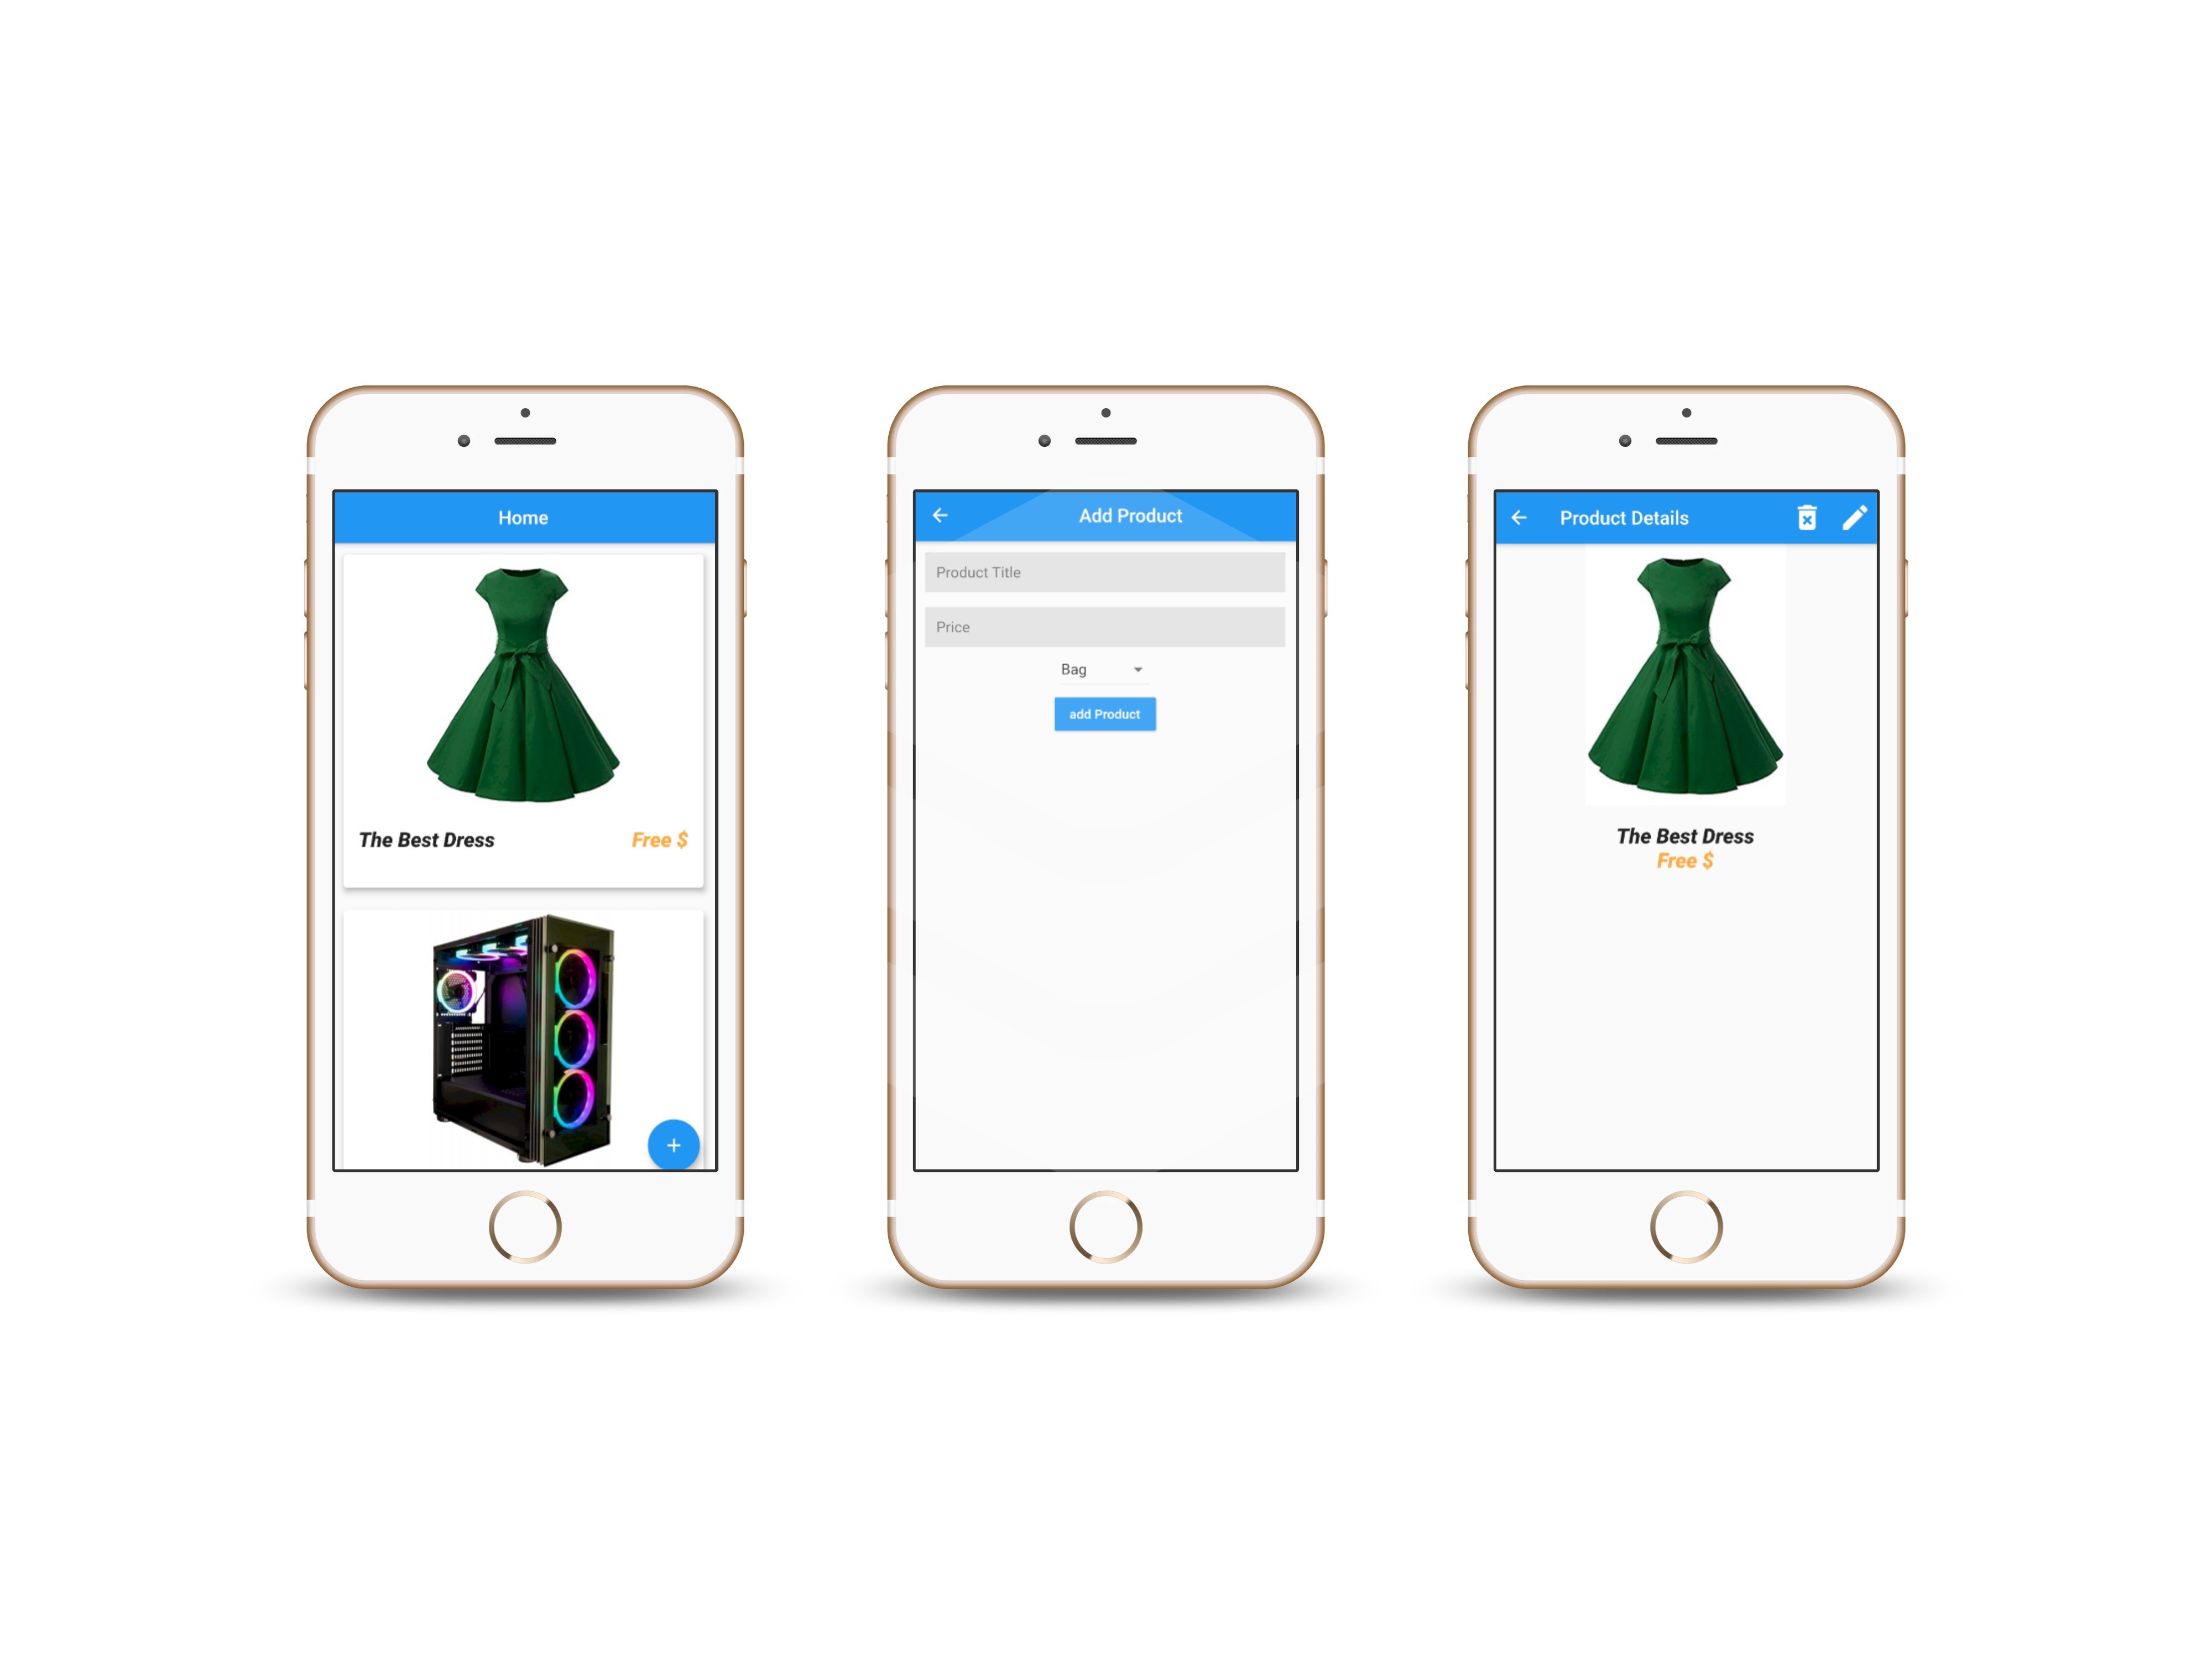 Home
The Best Dress Free $
Add Product
Product Title
Price
Bag
add Product
Product Details
The Best Dress
Free $